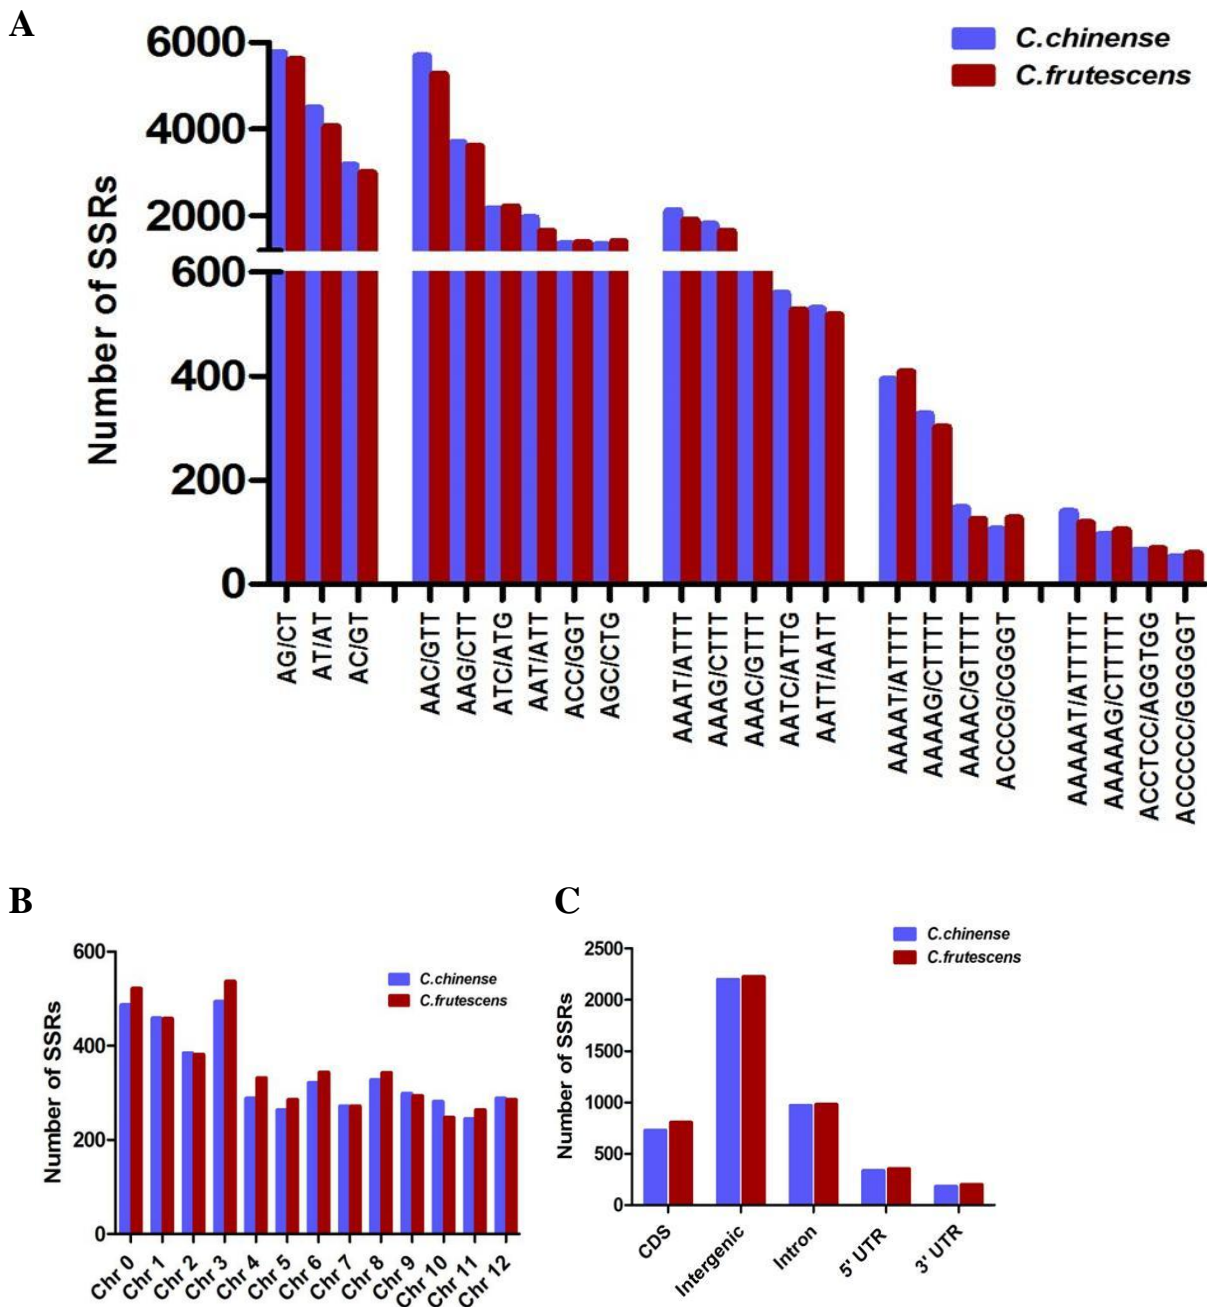 A
C.chinense
C.frutescens
Number of SSRs
6000
4000
2000
600
400
200
0
AG/CT
AT/AT
AC/GT
AAC/GTT
AAG/CTT
ATC/ATG
AAT/ATT
ACC/GGT
AGC/CTG
AAAT/ATTT
AAAG/CTTT
AAAC/GTTT
AATC/ATTG
AATT/AATT
AAAAT/ATTTT
AAAAG/CTTTT
AAAAC/GTTTT
ACCCG/CGGGT
AAAAAT/ATTTTT
AAAAAG/CTTTTT
ACCTCC/AGGTGG
ACCCCC/GGGGGT
B
C.chinense
C.frutescens
Number of SSRs
600
400
200
0
Chr 0
Chr 1
Chr 2
Chr 3
Chr 4
Chr 5
Chr 6
Chr 7
Chr 8
Chr 9
Chr 10
Chr 11
Chr 12
C
C.chinense
C.frutescens
Number of SSRs
2500
2000
1500
1000
500
0
CDS
Intergenic
Intron
5' UTR
3' UTR